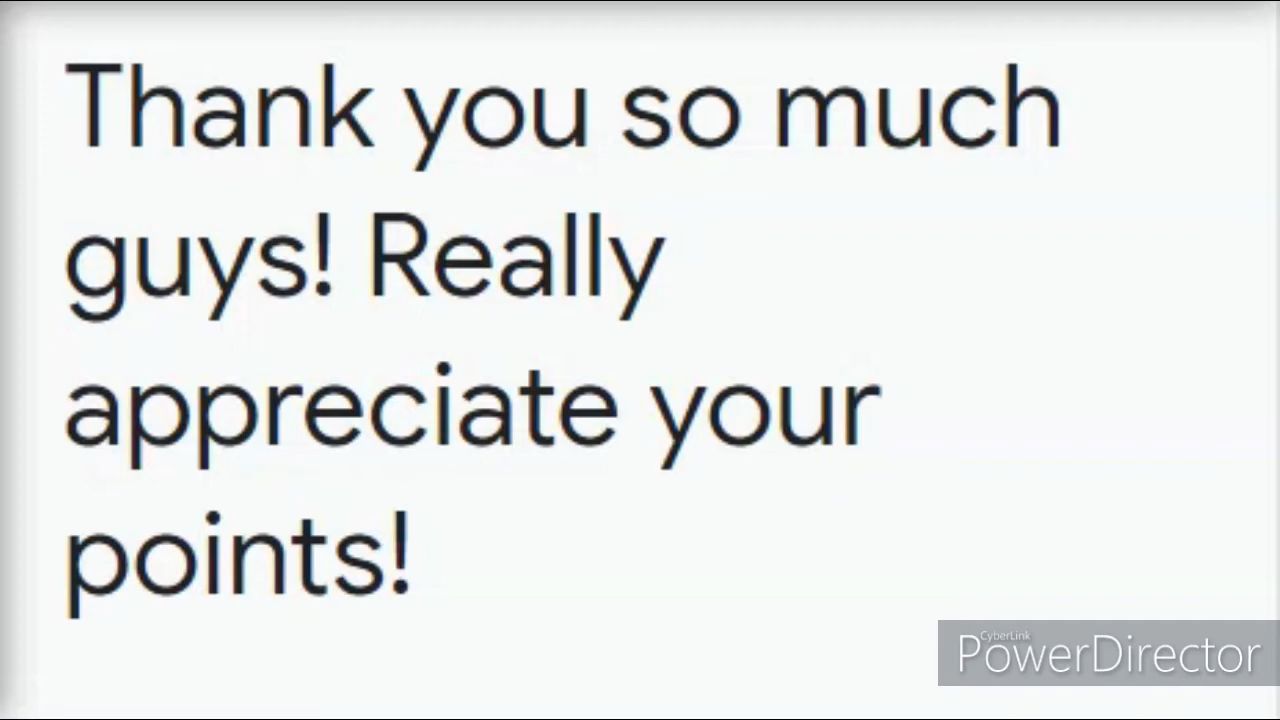 Thank you so much
guys! Really
appreciate your
points!
CyberLink
PowerDirector